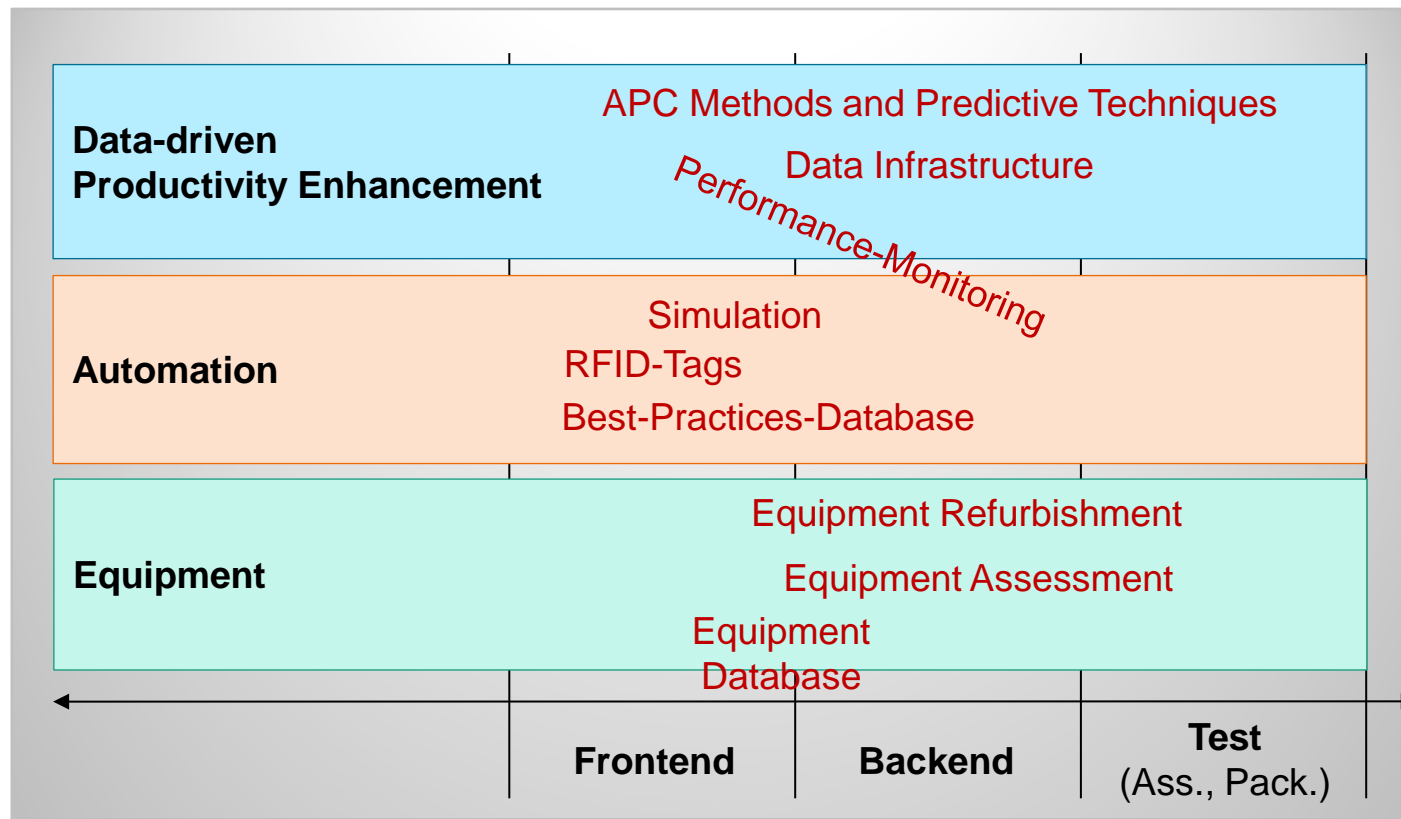 APC Methods and Predictive Techniques
Data-driven
Productivity Enhancement
Data Infrastructure
Performance-Monitoring
Simulation
Automation
RFID-Tags
Best-Practices-Database
Equipment Refurbishment
Equipment
Equipment Assessment
Equipment
Database
Frontend
Backend
Test
(Ass., Pack.)